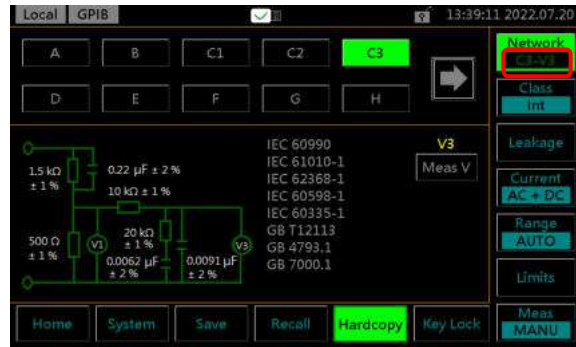 Local GPIB 13:39:11 2022.07.20
A B C1 C2 C3
D E F G H
Network
C3-V3
Class
Int
Leakage
Current
AC + DC
Range
AUTO
Limits
Meas
MANU
1.5 kΩ
± 1 %
0.22 μF ± 2 %
10 kΩ ± 1 %
500 Ω
± 1 %
V1
20 kΩ
± 1 %
0.0062 μF
± 2 %
V3
0.0091 μF
± 2 %
IEC 60990
IEC 61010-1
IEC 62368-1
IEC 60598-1
IEC 60335-1
GB T12113
GB 4793.1
GB 7000.1
V3
Meas V
Home System Save Recall Hardcopy Key Lock